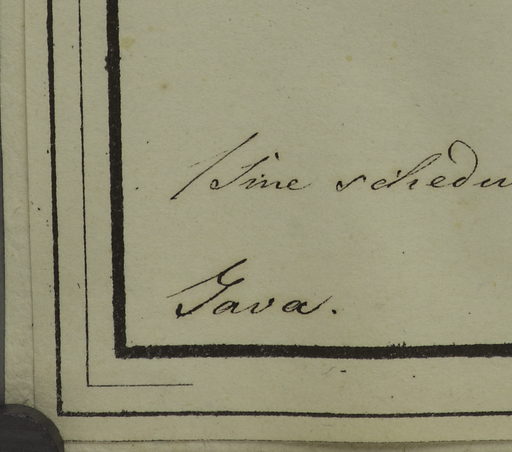 (Sine schedu
Java.